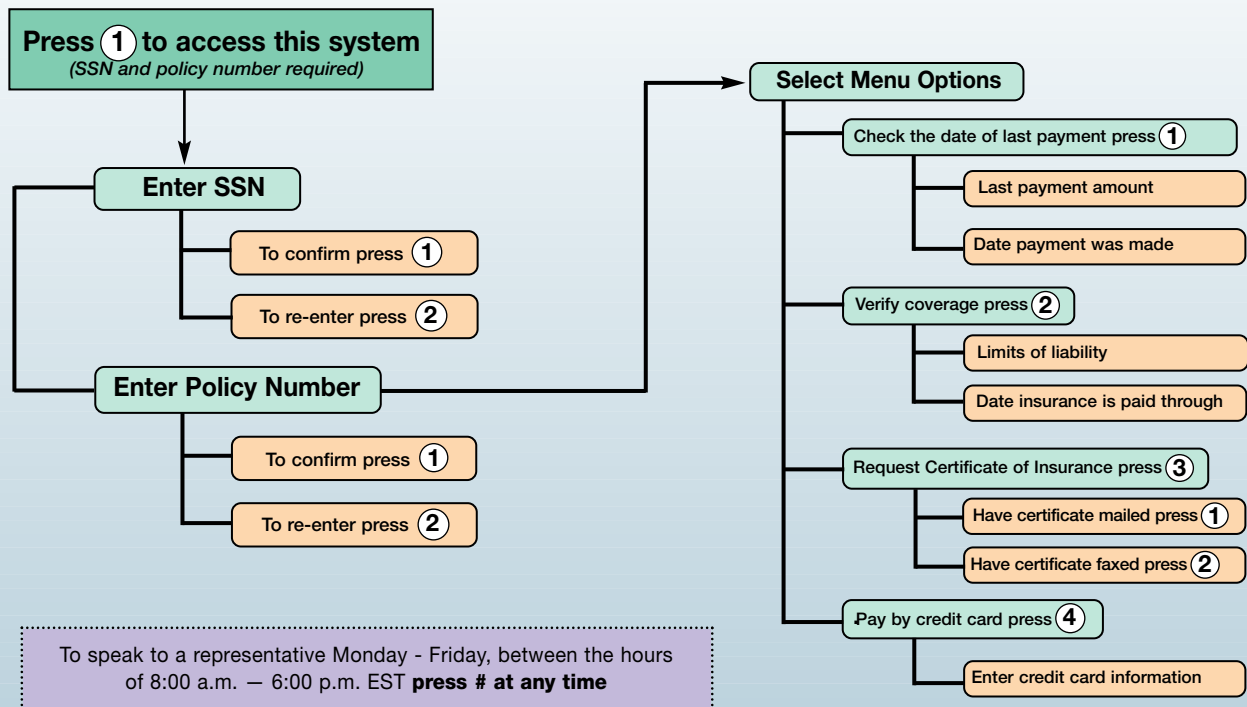 Press 1 to access this system
(SSN and policy number required)
Enter SSN
To confirm press 1
To re-enter press 2
Enter Policy Number
To confirm press 1
To re-enter press 2
Select Menu Options
Check the date of last payment press 1
Last payment amount
Date payment was made
Verify coverage press 2
Limits of liability
Date insurance is paid through
Request Certificate of Insurance press 3
Have certificate mailed press 1
Have certificate faxed press 2
Pay by credit card press 4
Enter credit card information
To speak to a representative Monday - Friday, between the hours
of 8:00 a.m. — 6:00 p.m. EST press # at any time